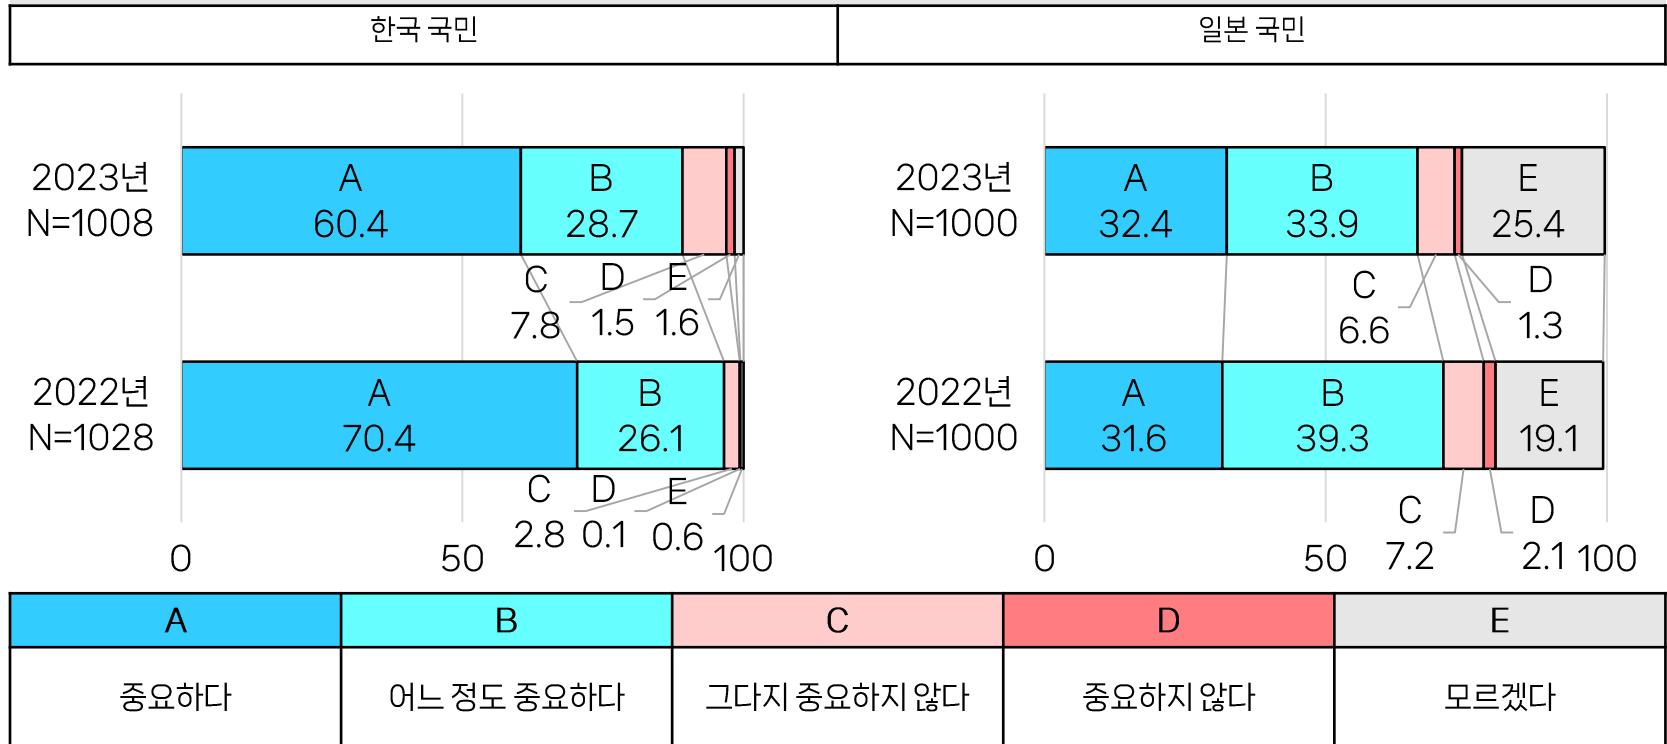 한국 국민
일본 국민
2023년
N=1008
A
60.4
B
28.7
C
7.8
D
1.5
E
1.6
2022년
N=1028
A
70.4
B
26.1
C
2.8
D
0.1
E
0.6
0
50
100
2023년
N=1000
A
32.4
B
33.9
E
25.4
C
6.6
D
1.3
2022년
N=1000
A
31.6
B
39.3
E
19.1
C
7.2
D
2.1
0
50
100
A
B
C
D
E
중요하다
어느 정도 중요하다
그다지 중요하지 않다
중요하지 않다
모르겠다